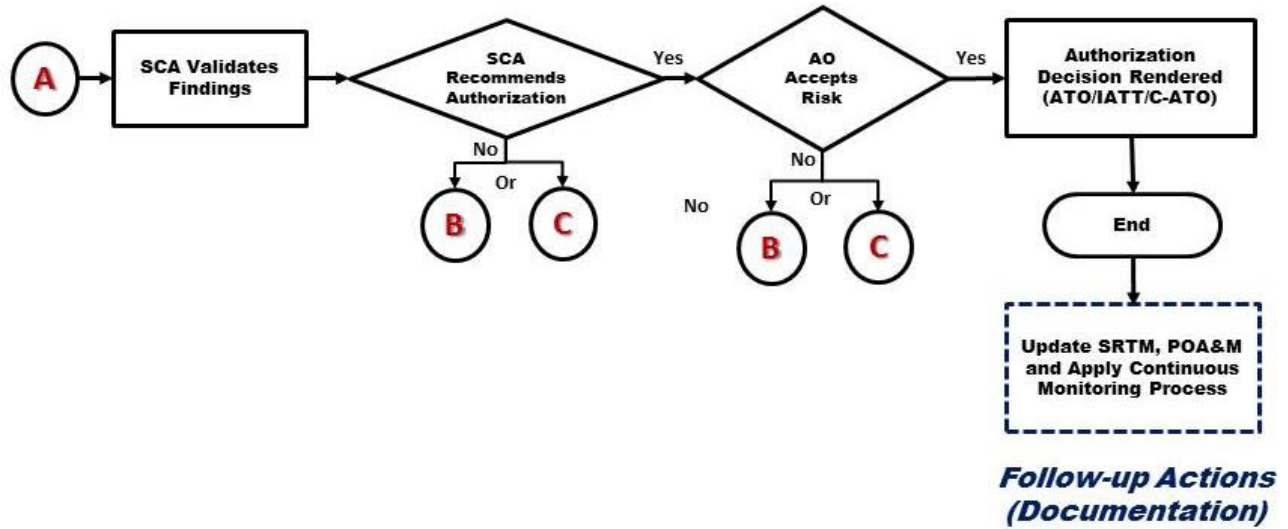 A
SCA Validates
Findings
SCA
Recommends
Authorization
Yes
AO
Accepts
Risk
Yes
Authorization
Decision Rendered
(ATO/IATT/C-ATO)
No
Or
B
C
No
No
Or
B
C
End
Update SRTM, POA&M
and Apply Continuous
Monitoring Process
Follow-up Actions
(Documentation)